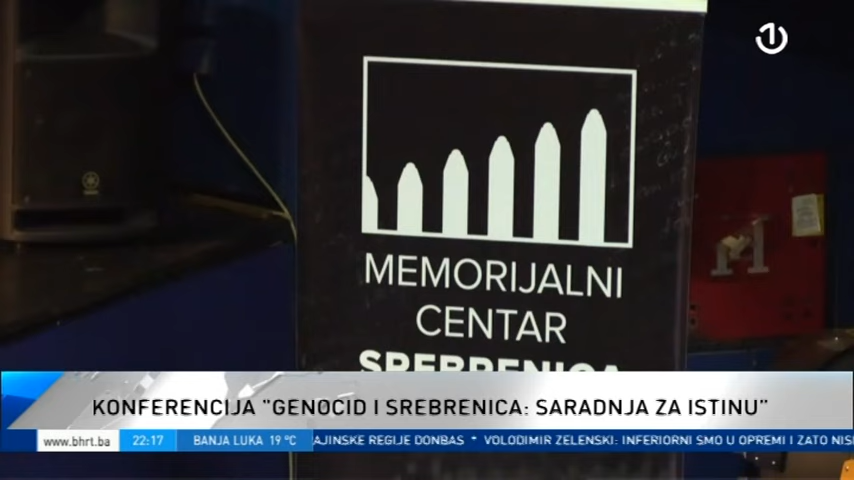 MEMORIJALNI
CENTAR
SREBRENICA
KONFERENCIJA "GENOCID I SREBRENICA: SARADNJA ZA ISTINU"
www.bhrt.ba 22:17 BANJA LUKA 19 °C AJINSKE REGIJE DONBAS * VOLODIMIR ZELENSKI: INFERIORNI SMO U OPREMI I ZATO NIS